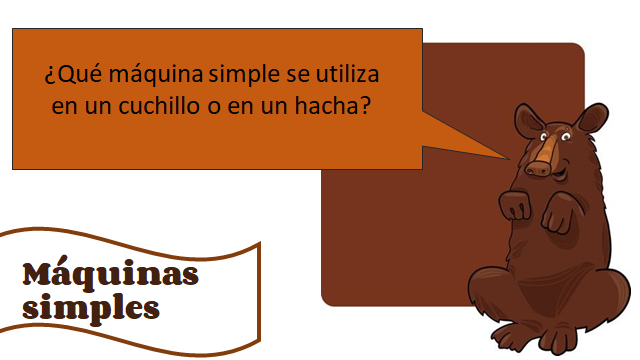 ¿Qué máquina simple se utiliza
en un cuchillo o en un hacha?
Máquinas
simples